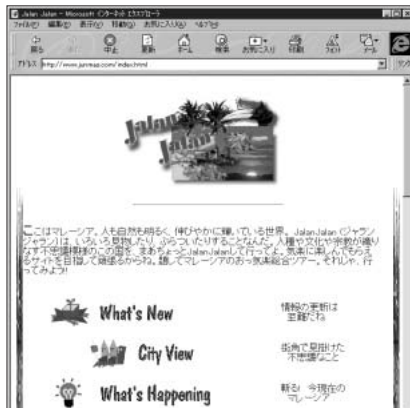 Jalan Jalan - Microsoft インターネット エクスプローラ
ファイル(F) 編集(E) 表示(V) 移動(G) お気に入り(A) ヘルプ(H)
戻る 中止 更新 ホーム 検索 お気に入り 印刷 フォント メール
アドレス http://www.junmas.com/index.html
Jalan
Jalan
ここはマレーシア。人も自然も明るく、伸びやかに輝いている世界。JalanJalan (ジャラン
ジャラン)は、いろいろ見物したり、ぶらついたりすることなんだ。人種や文化や宗教が織り
なす不思議模様のこの国を、まあちょっとJalanJalanして行ってよ。気楽に楽しんでもらえ
るサイトを目指して頑張るからね。題してマレーシアのおっ気楽総合ツアー。それじゃ、行
ってみよう!!
What's New
情報の更新は
City View
街角で見掛けた
不思議なこと
What's Happening
斬る! 今現在の
マレーシア